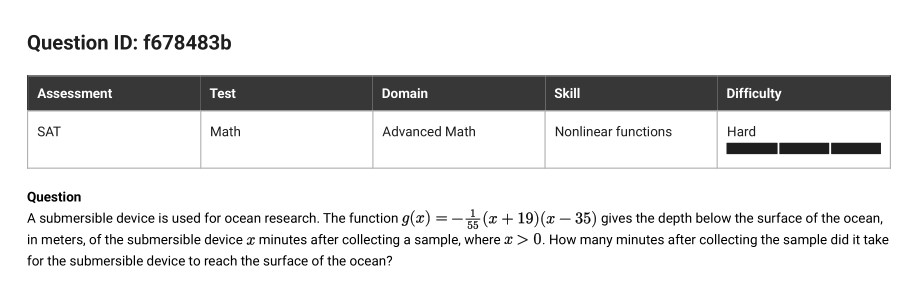 Question ID: f678483b
Assessment Test Domain Skill Difficulty
SAT Math Advanced Math Nonlinear functions Hard
Question
A submersible device is used for ocean research. The function g(x) = −1/55(x + 19)(x − 35) gives the depth below the surface of the ocean,
in meters, of the submersible device x minutes after collecting a sample, where x > 0. How many minutes after collecting the sample did it take
for the submersible device to reach the surface of the ocean?